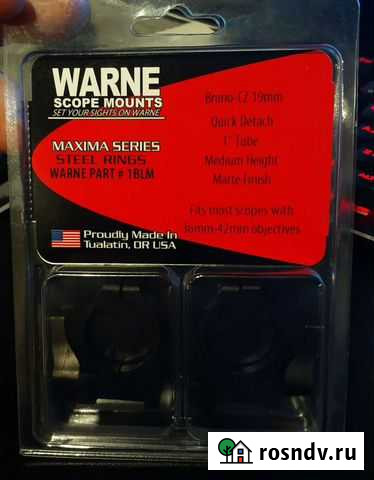 WARNE
SCOPE MOUNTS
SET YOUR SIGHTS ON WARNE
MAXIMA SERIES
STEEL RINGS
WARNE PART # 1BLM
Proudly Made In
Tualatin, OR USA
Bruno-CZ 19mm
Quick Detach
1" Tube
Medium Height
Matte Finish
Fits most scopes with
36mm-42mm objectives
rosndv.ru